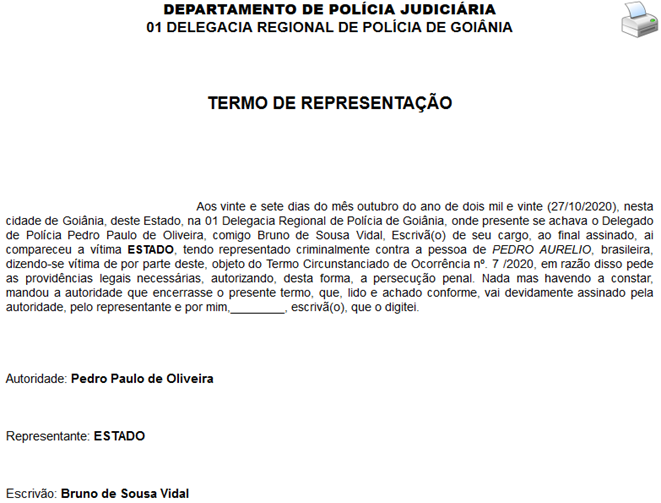 DEPARTAMENTO DE POLÍCIA JUDICIÁRIA
01 DELEGACIA REGIONAL DE POLÍCIA DE GOIÂNIA
TERMO DE REPRESENTAÇÃO
Aos vinte e sete dias do mês outubro do ano de dois mil e vinte (27/10/2020), nesta
cidade de Goiânia, deste Estado, na 01 Delegacia Regional de Polícia de Goiânia, onde presente se achava o Delegado
de Polícia Pedro Paulo de Oliveira, comigo Bruno de Sousa Vidal, Escrivã(o) de seu cargo, ao final assinado, ai
compareceu a vítima ESTADO, tendo representado criminalmente contra a pessoa de PEDRO AURELIO, brasileira,
dizendo-se vítima de por parte deste, objeto do Termo Circunstanciado de Ocorrência nº. 7 /2020, em razão disso pede
as providências legais necessárias, autorizando, desta forma, a persecução penal. Nada mas havendo a constar,
mandou a autoridade que encerrasse o presente termo, que, lido e achado conforme, vai devidamente assinado pela
autoridade, pelo representante e por mim,________, escrivã(o), que o digitei.
Autoridade: Pedro Paulo de Oliveira
Representante: ESTADO
Escrivão: Bruno de Sousa Vidal